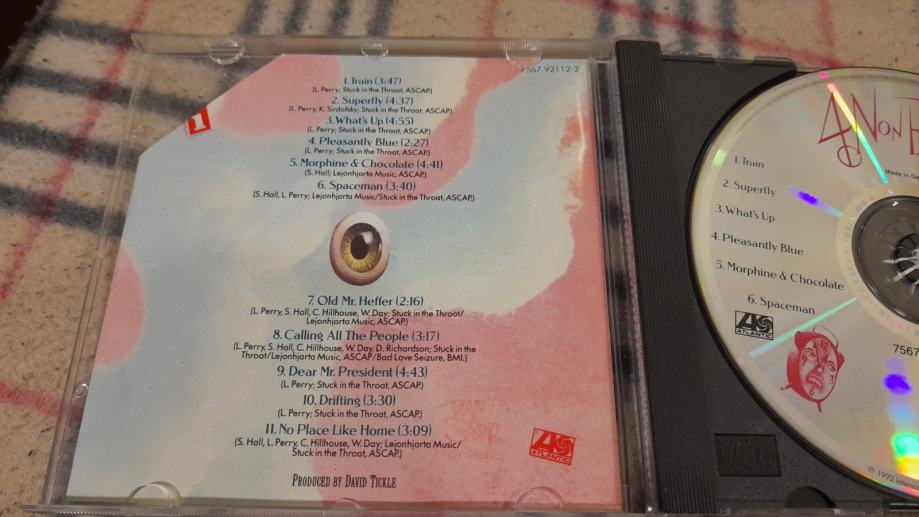 7567-92112-2
1. Train (3:47)
(L. Perry; Stuck in the Throat, ASCAP.)
2. Superfly (4:37)
(L. Perry, K. Sirdofsky; Stuck in the Throat, ASCAP.)
3. What's Up (4:55)
(L. Perry; Stuck in the Throat, ASCAP.)
4. Pleasantly Blue (2:27)
(L. Perry; Stuck in the Throat, ASCAP.)
5. Morphine & Chocolate (4:41)
(S. Hall; Lejonhjarta Music, ASCAP.)
6. Spaceman (3:40)
(S. Hall, L. Perry; Lejonhjarta Music/Stuck in the Throat, ASCAP.)
7. Old Mr. Heffer (2:16)
(L. Perry, S. Hall, C. Hillhouse, W. Day; Stuck in the Throat/
Lejonhjarta Music, ASCAP.)
8. Calling All The People (3:17)
(L. Perry, S. Hall, C. Hillhouse, W. Day, D. Richardson; Stuck in the
Throat/Lejonhjarta Music, ASCAP/Bad Love Seizure, BMI.)
9. Dear Mr. President (4:43)
(L. Perry; Stuck in the Throat, ASCAP.)
10. Drifting (3:30)
(L. Perry; Stuck in the Throat, ASCAP.)
11. No Place Like Home (3:09)
(S. Hall, L. Perry, C. Hillhouse, W. Day; Lejonhjarta Music/
Stuck in the Throat, ASCAP.)
ATLANTIC
PRODUCED BY DAVID TICKLE
4 NON
Made in Ge
1. Train
2. Superfly
3. What's Up
4. Pleasantly Blue
5. Morphine & Chocolate
6. Spaceman
ATLANTIC
7567
℗ 1992 Intersc